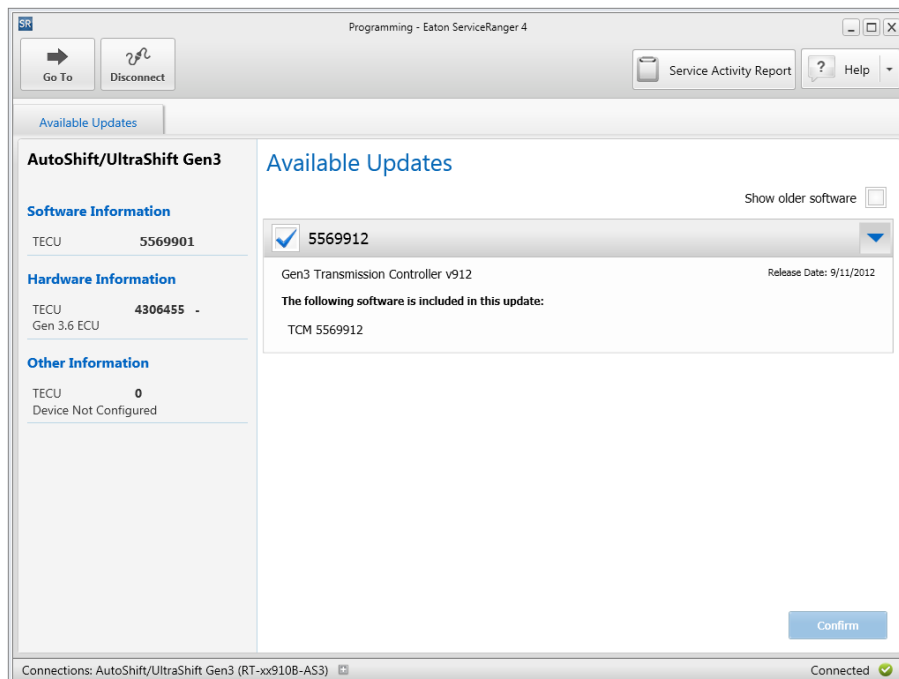 SR
Programming - Eaton ServiceRanger 4
Go To
Disconnect
Service Activity Report
? Help
Available Updates
AutoShift/UltraShift Gen3
Software Information
TECU 5569901
Hardware Information
TECU 4306455 -
Gen 3.6 ECU
Other Information
TECU 0
Device Not Configured
Available Updates
Show older software
5569912
Gen3 Transmission Controller v912
Release Date: 9/11/2012
The following software is included in this update:
TCM 5569912
Confirm
Connections: AutoShift/UltraShift Gen3 (RT-xx910B-AS3)
Connected